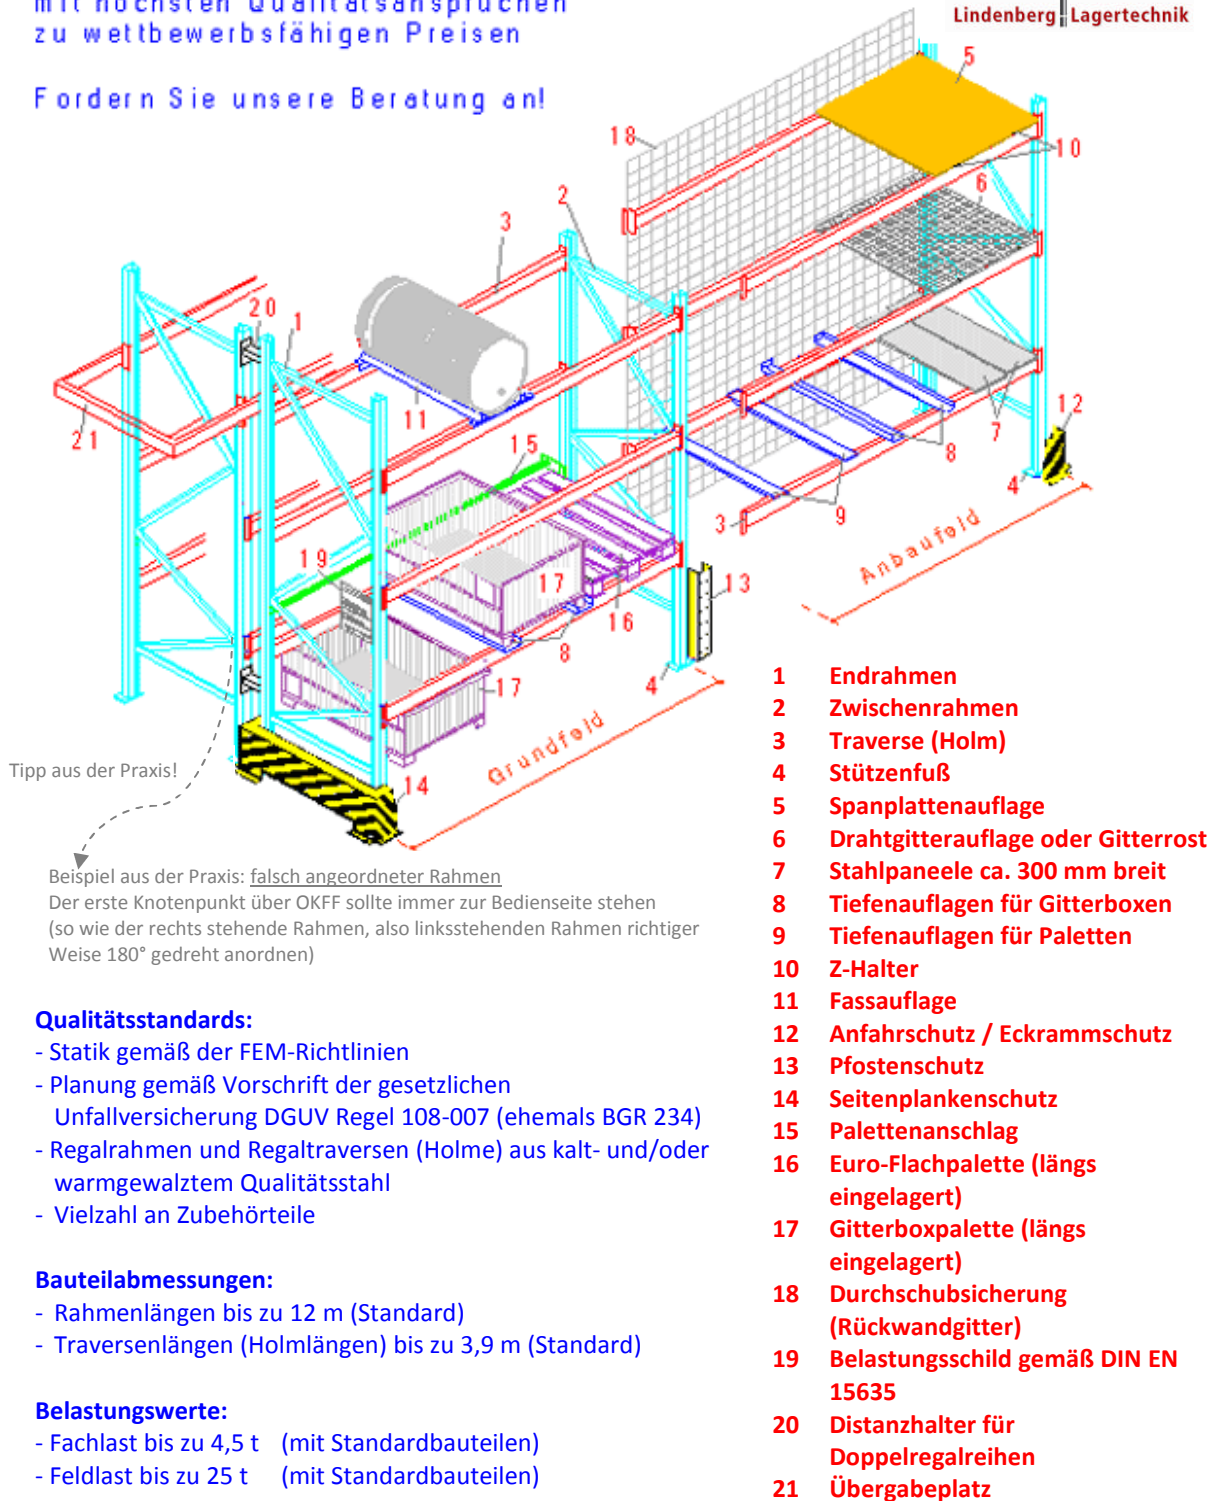 mit höchsten Qualitätsansprüchen
zu wettbewerbsfähigen Preisen
Fordern Sie unsere Beratung an!
Lindenberg Lagertechnik
5
18
10
2
6
3
20
1
11
21
15
12
7
8
4
9
3
Anbaufeld
19
17
13
16
8
17
4
Grundfeld
14
Tipp aus der Praxis!
Beispiel aus der Praxis: falsch angeordneter Rahmen
Der erste Knotenpunkt über OKFF sollte immer zur Bedienseite stehen
(so wie der rechts stehende Rahmen, also linksstehenden Rahmen richtiger
Weise 180° gedreht anordnen)
Qualitätsstandards:
- Statik gemäß der FEM-Richtlinien
- Planung gemäß Vorschrift der gesetzlichen
Unfallversicherung DGUV Regel 108-007 (ehemals BGR 234)
- Regalrahmen und Regaltraversen (Holme) aus kalt- und/oder
warmgewalztem Qualitätsstahl
- Vielzahl an Zubehörteile
Bauteilabmessungen:
- Rahmenlängen bis zu 12 m (Standard)
- Traversenlängen (Holmlängen) bis zu 3,9 m (Standard)
Belastungswerte:
- Fachlast bis zu 4,5 t (mit Standardbauteilen)
- Feldlast bis zu 25 t (mit Standardbauteilen)
1 Endrahmen
2 Zwischenrahmen
3 Traverse (Holm)
4 Stützenfuß
5 Spanplattenauflage
6 Drahtgitterauflage oder Gitterrost
7 Stahlpaneele ca. 300 mm breit
8 Tiefenauflagen für Gitterboxen
9 Tiefenauflagen für Paletten
10 Z-Halter
11 Fassauflage
12 Anfahrschutz / Eckrammschutz
13 Pfostenschutz
14 Seitenplankenschutz
15 Palettenanschlag
16 Euro-Flachpalette (längs
eingelagert)
17 Gitterboxpalette (längs
eingelagert)
18 Durchschubsicherung
(Rückwandgitter)
19 Belastungsschild gemäß DIN EN
15635
20 Distanzhalter für
Doppelregalreihen
21 Übergabeplatz